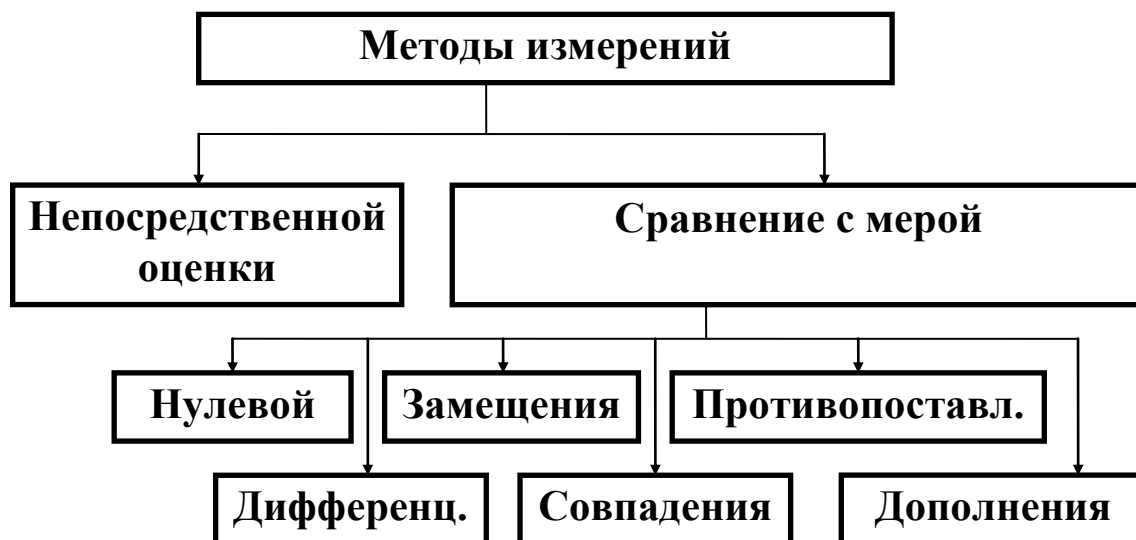 Методы измерений
Непосредственной
оценки
Сравнение с мерой
Нулевой
Замещения
Противопоставл.
Дифференц.
Совпадения
Дополнения